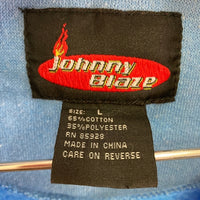 Johnny
Blaze
SIZE: L
65% COTTON
35% POLYESTER
RN 85928
MADE IN CHINA
CARE ON REVERSE